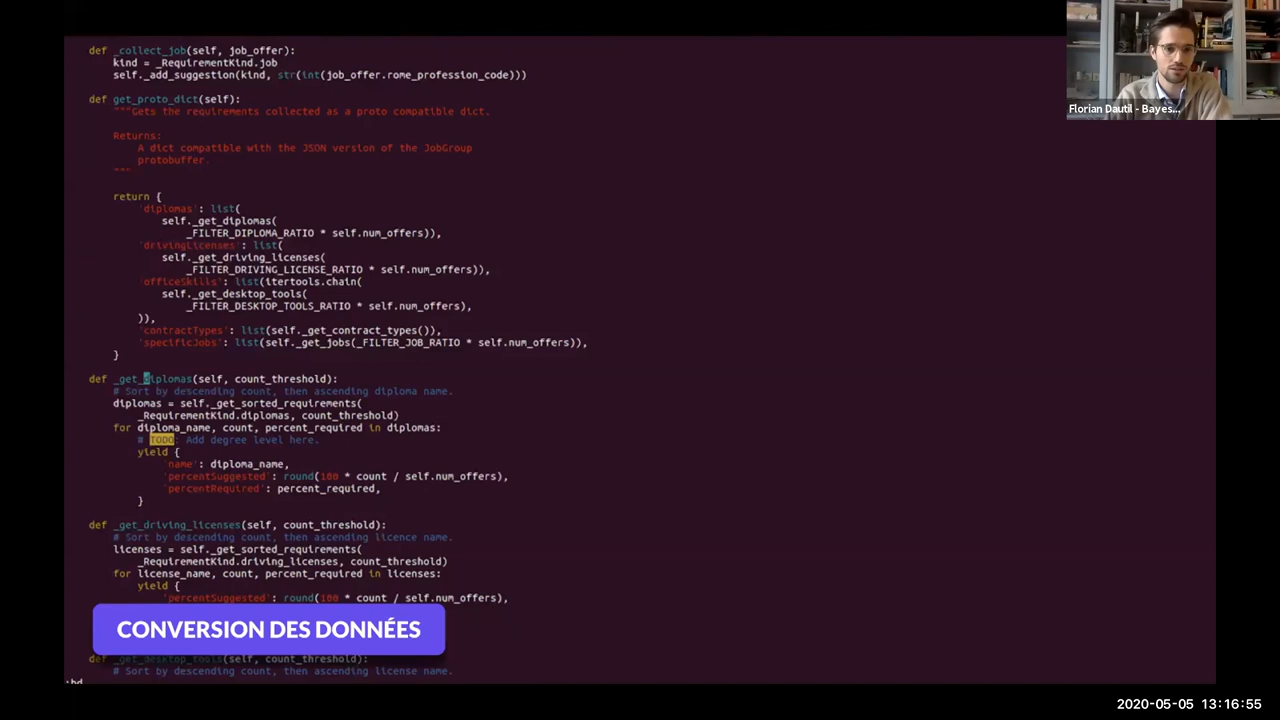 def _collect_job(self, job_offer):
kind = _RequirementKind.job
self._add_suggestion(kind, str(int(job_offer.rome_profession_code)))
def get_proto_dict(self):
"""Gets the requirements collected as a proto compatible dict.
Returns:
A dict compatible with the JSON version of the JobGroup
protobuffer.
"""
return {
'diplomas': list(
self._get_diplomas(
_FILTER_DIPLOMA_RATIO * self.num_offers)),
'drivingLicenses': list(
self._get_driving_licenses(
_FILTER_DRIVING_LICENSE_RATIO * self.num_offers)),
'officeSkills': list(itertools.chain(
self._get_desktop_tools(
_FILTER_DESKTOP_TOOLS_RATIO * self.num_offers),
)),
'contractTypes': list(self._get_contract_types()),
'specificJobs': list(self._get_jobs(_FILTER_JOB_RATIO * self.num_offers)),
}
def _get_diplomas(self, count_threshold):
# Sort by descending count, then ascending diploma name.
diplomas = self._get_sorted_requirements(
_RequirementKind.diplomas, count_threshold)
for diploma_name, count, percent_required in diplomas:
# TODO: Add degree level here.
yield {
'name': diploma_name,
'percentSuggested': round(100 * count / self.num_offers),
'percentRequired': percent_required,
}
def _get_driving_licenses(self, count_threshold):
# Sort by descending count, then ascending licence name.
licenses = self._get_sorted_requirements(
_RequirementKind.driving_licenses, count_threshold)
for license_name, count, percent_required in licenses:
yield {
'percentSuggested': round(100 * count / self.num_offers),
CONVERSION DES DONNÉES
def _get_desktop_tools(self, count_threshold):
# Sort by descending count, then ascending license name.
:bd
Florian Dautil - Bayes...
2020-05-05 13:16:55